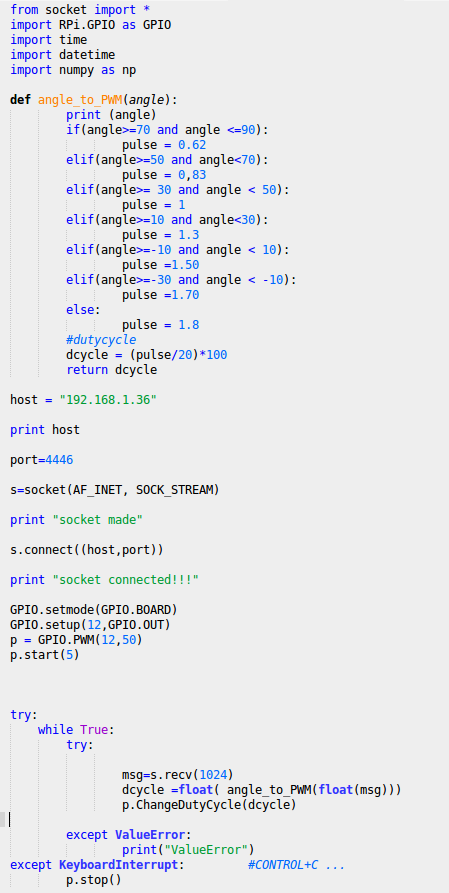 from socket import *
import RPi.GPIO as GPIO
import time
import datetime
import numpy as np
def angle_to_PWM(angle):
print (angle)
if(angle>=70 and angle <=90):
pulse = 0.62
elif(angle>=50 and angle<70):
pulse = 0,83
elif(angle>= 30 and angle < 50):
pulse = 1
elif(angle>=10 and angle<30):
pulse = 1.3
elif(angle>=-10 and angle < 10):
pulse =1.50
elif(angle>=-30 and angle < -10):
pulse =1.70
else:
pulse = 1.8
#dutycycle
dcycle = (pulse/20)*100
return dcycle
host = "192.168.1.36"
print host
port=4446
s=socket(AF_INET, SOCK_STREAM)
print "socket made"
s.connect((host,port))
print "socket connected!!!"
GPIO.setmode(GPIO.BOARD)
GPIO.setup(12,GPIO.OUT)
p = GPIO.PWM(12,50)
p.start(5)
try:
while True:
try:
msg=s.recv(1024)
dcycle =float( angle_to_PWM(float(msg)))
p.ChangeDutyCycle(dcycle)
except ValueError:
print("ValueError")
except KeyboardInterrupt: #CONTROL+C ...
p.stop()